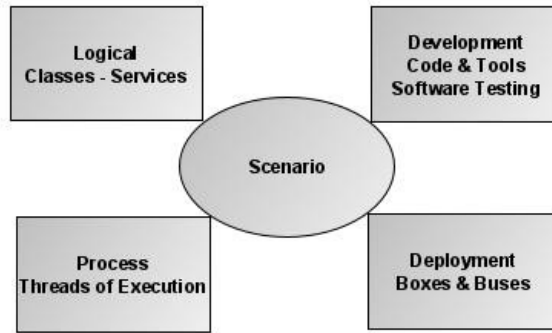 Logical
Classes - Services
Development
Code & Tools
Software Testing
Scenario
Process
Threads of Execution
Deployment
Boxes & Buses